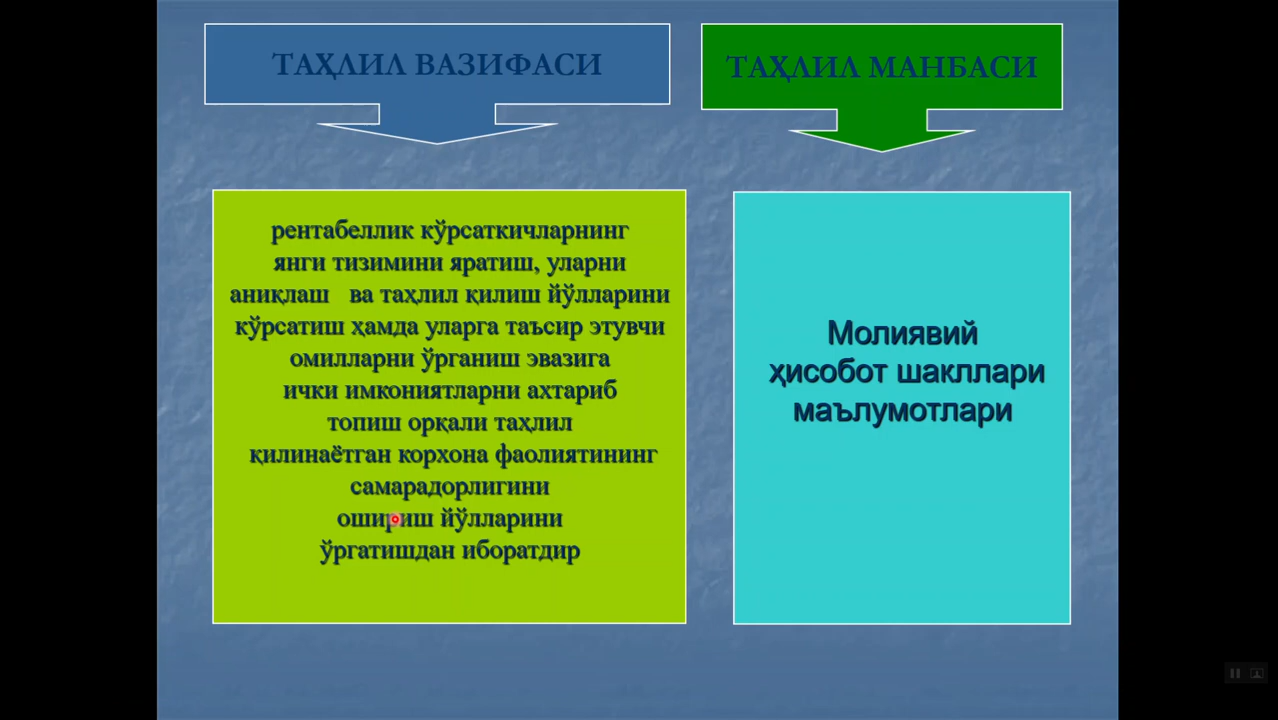 ТАҲЛИЛ ВАЗИФАСИ
рентабеллик кўрсаткичларнинг
янги тизимини яратиш, уларни
аниқлаш ва таҳлил қилиш йўлларини
кўрсатиш ҳамда уларга таъсир этувчи
омилларни ўрганиш эвазига
ички имкониятларни ахтариб
топиш орқали таҳлил
қилинаётган корхона фаолиятининг
самарадорлигини
ошириш йўлларини
ўргатишдан иборатдир
ТАҲЛИЛ МАНБАСИ
Молиявий
ҳисобот шакллари
маълумотлари